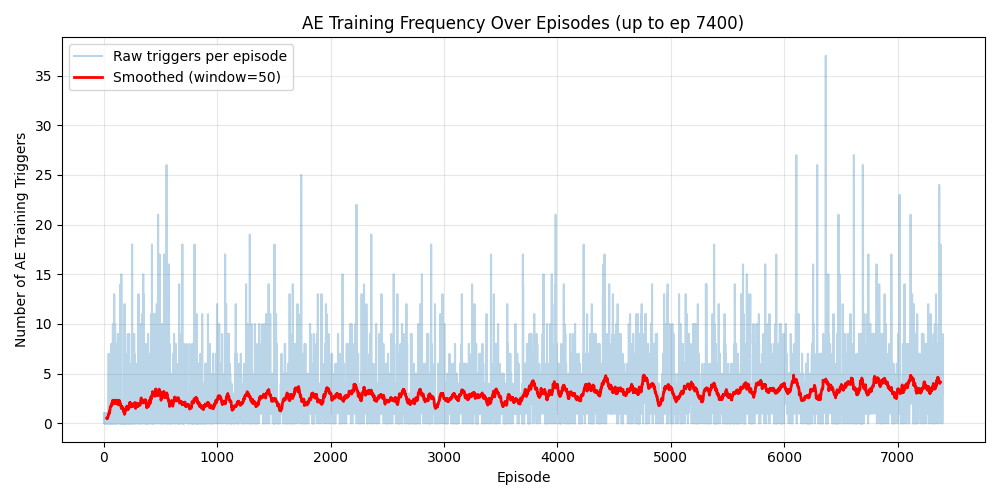 AE Training Frequency Over Episodes (up to ep 7400)
Raw triggers per episode
Smoothed (window=50)
Number of AE Training Triggers
35
30
25
20
15
10
5
0
0 1000 2000 3000 4000 5000 6000 7000
Episode